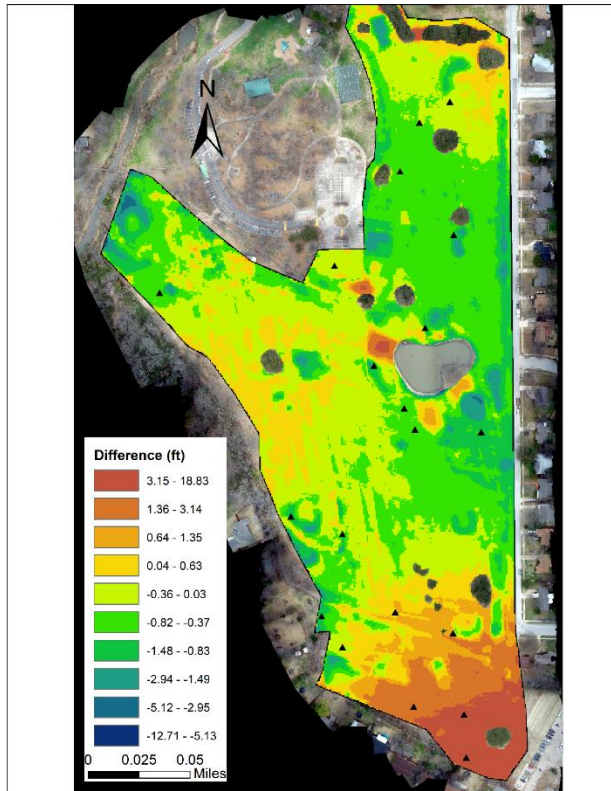 N
Difference (ft)
3.15 - 18.83
1.36 - 3.14
0.64 - 1.35
0.04 - 0.63
-0.36 - 0.03
-0.82 - -0.37
-1.48 - -0.83
-2.94 - -1.49
-5.12 - -2.95
-12.71 - -5.13
0 0.025 0.05
Miles